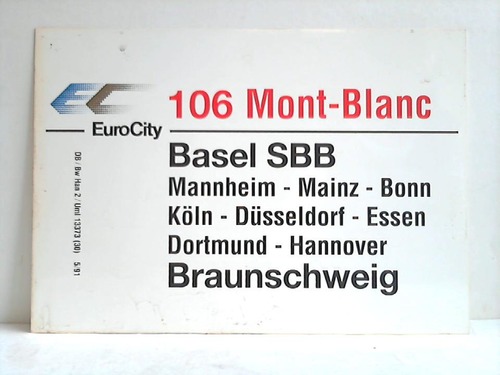 EC
106 Mont-Blanc
EuroCity
Basel SBB
Mannheim - Mainz - Bonn
Köln - Düsseldorf - Essen
Dortmund - Hannover
Braunschweig
DB / Bw Han 2 / Uml 13373 (30) 5/91